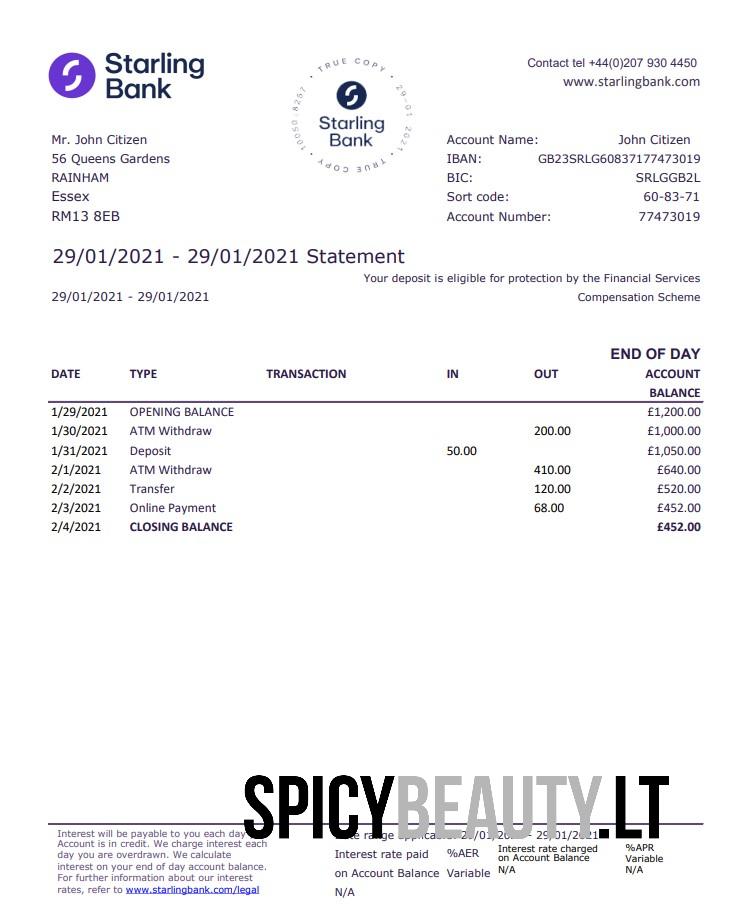 Starling
Bank
TRUE COPY • 29-01 2021 • TRUE COPY •
Starling
Bank
Contact tel +44(0)207 930 4450
www.starlingbank.com
Mr. John Citizen
56 Queens Gardens
RAINHAM
Essex
RM13 8EB
Account Name: John Citizen
IBAN: GB23SRLG60837177473019
BIC: SRLGGB2L
Sort code: 60-83-71
Account Number: 77473019
29/01/2021 - 29/01/2021 Statement
Your deposit is eligible for protection by the Financial Services
29/01/2021 - 29/01/2021 Compensation Scheme
END OF DAY
DATE TYPE TRANSACTION IN OUT ACCOUNT
BALANCE
1/29/2021 OPENING BALANCE £1,200.00
1/30/2021 ATM Withdraw 200.00 £1,000.00
1/31/2021 Deposit 50.00 £1,050.00
2/1/2021 ATM Withdraw 410.00 £640.00
2/2/2021 Transfer 120.00 £520.00
2/3/2021 Online Payment 68.00 £452.00
2/4/2021 CLOSING BALANCE £452.00
SPICYBEAUTY.LT
Interest will be payable to you each day
Account is in credit. We charge interest each
day you are overdrawn. We calculate
interest on your end of day account balance.
For further information about our interest
rates, refer to www.starlingbank.com/legal
range - 29/01/2021
Interest rate paid
on Account Balance
N/A
%AER
Variable
Interest rate charged
on Account Balance
N/A
%APR
Variable
N/A